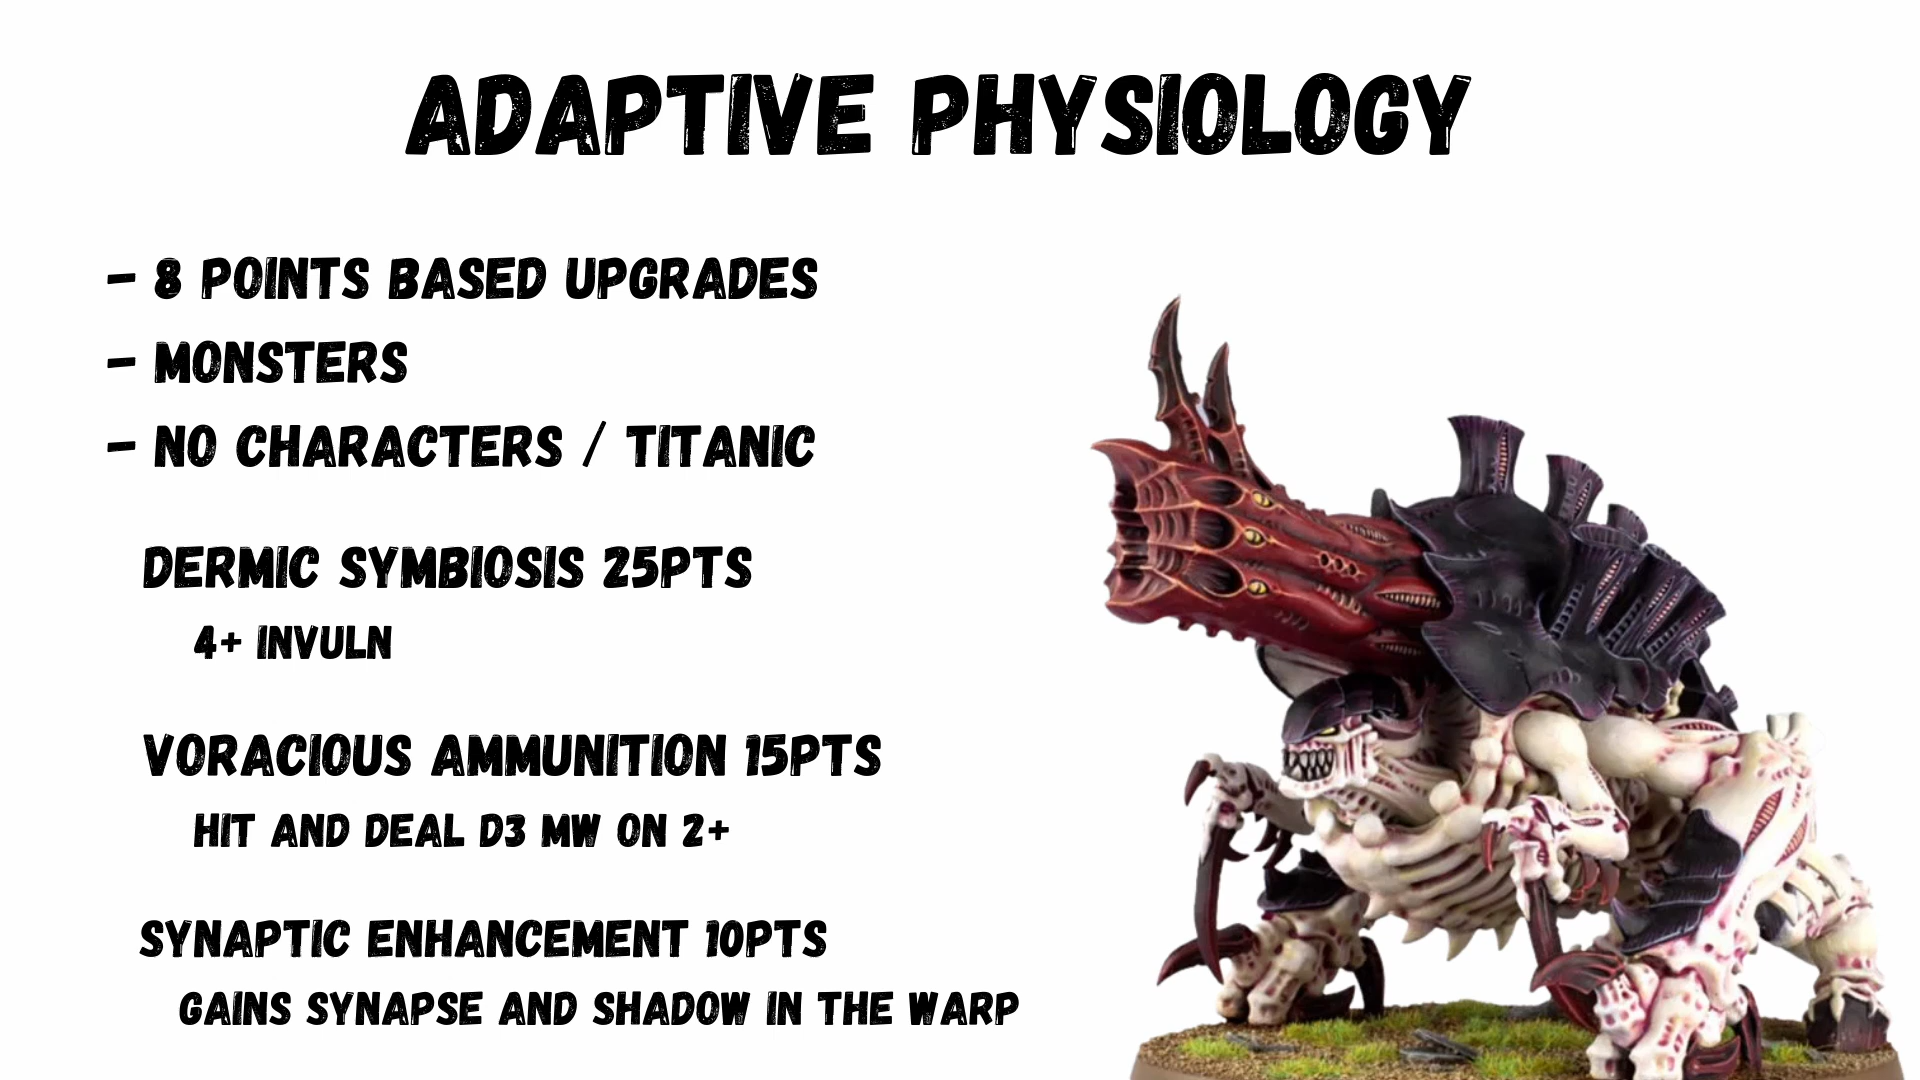 ADAPTIVE PHYSIOLOGY
- 8 POINTS BASED UPGRADES
- MONSTERS
- NO CHARACTERS / TITANIC
DERMIC SYMBIOSIS 25PTS
4+ INVULN
VORACIOUS AMMUNITION 15PTS
HIT AND DEAL D3 MW ON 2+
SYNAPTIC ENHANCEMENT 10PTS
GAINS SYNAPSE AND SHADOW IN THE WARP